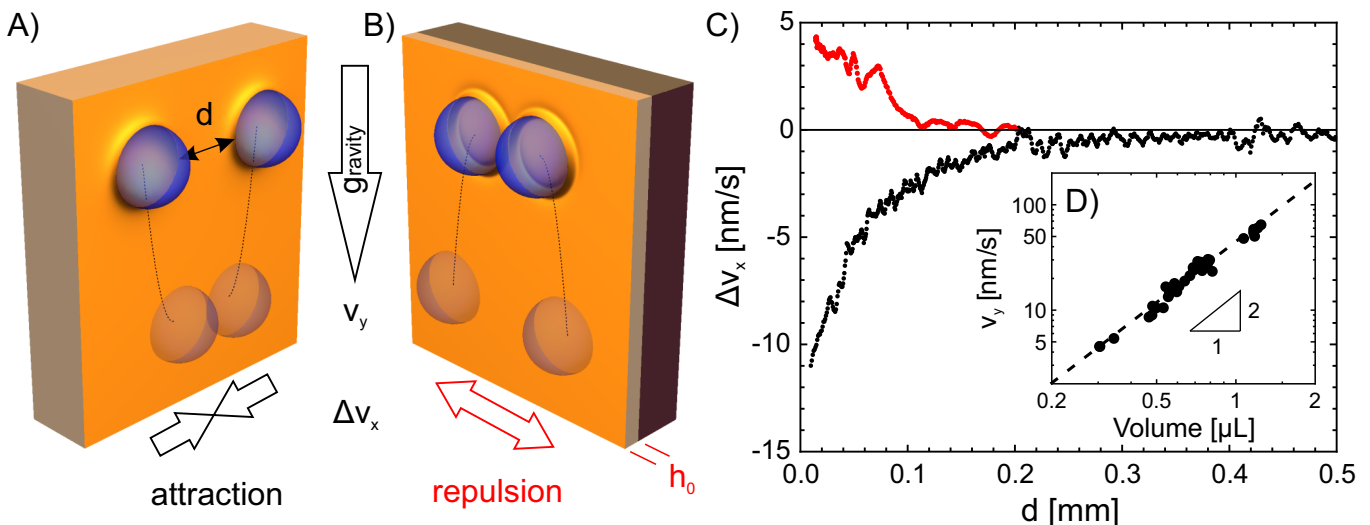 A)
d
attraction
B)
g_gravity
v_y
Δv_x
repulsion
h_0
C)
Δv_x [nm/s]
5
0
-5
-10
-15
0.0
0.1
0.2
0.3
0.4
0.5
d [mm]
D)
v_y [nm/s]
100
50
10
5
2
1
0.2
0.5
1
2
Volume [µL]